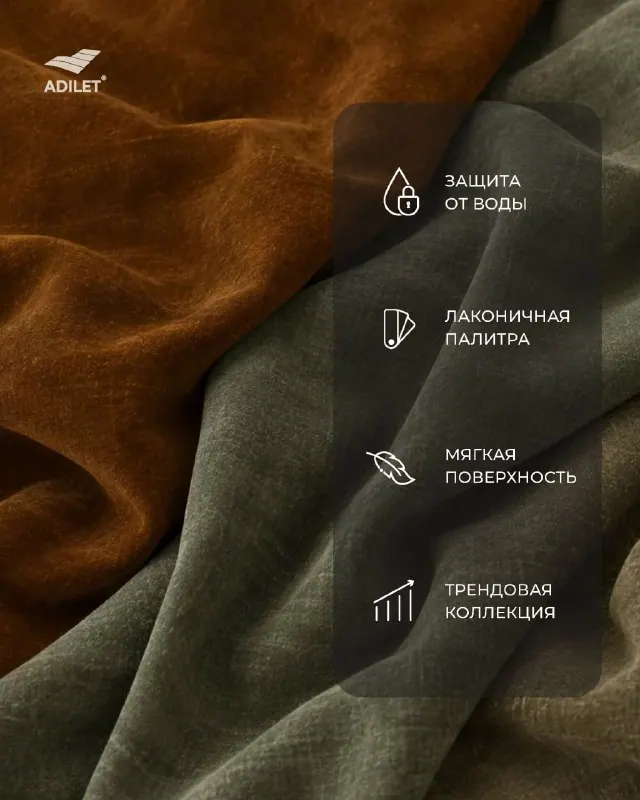 ADILET®
ЗАЩИТА
ОТ ВОДЫ
ЛАКОНИЧНАЯ
ПАЛИТРА
МЯГКАЯ
ПОВЕРХНОСТЬ
ТРЕНДОВАЯ
КОЛЛЕКЦИЯ